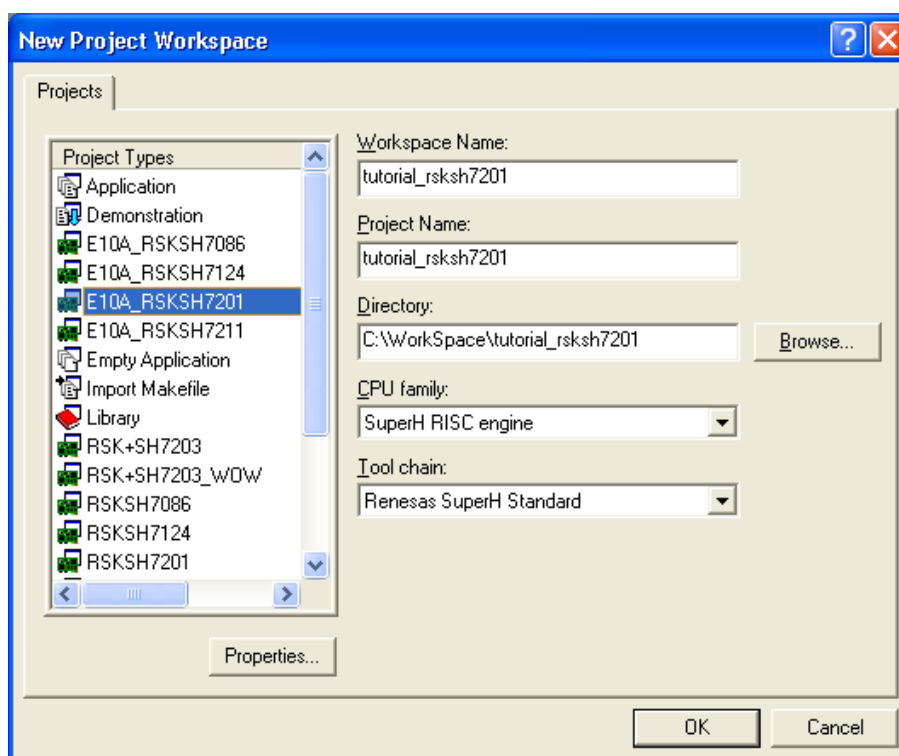 New Project Workspace
Projects
Project Types
Application
Demonstration
E10A_RSKSH7086
E10A_RSKSH7124
E10A_RSKSH7201
E10A_RSKSH7211
Empty Application
Import Makefile
Library
RSK+SH7203
RSK+SH7203_WOW
RSKSH7086
RSKSH7124
RSKSH7201
Properties...
Workspace Name:
tutorial_rsksh7201
Project Name:
tutorial_rsksh7201
Directory:
C:\WorkSpace\tutorial_rsksh7201
Browse...
CPU family:
SuperH RISC engine
Tool chain:
Renesas SuperH Standard
OK
Cancel